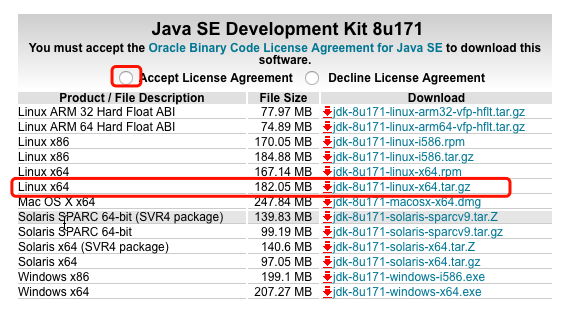 Java SE Development Kit 8u171
You must accept the Oracle Binary Code License Agreement for Java SE to download this
software.
Accept License Agreement Decline License Agreement
Product / File Description File Size Download
Linux ARM 32 Hard Float ABI 77.97 MB jdk-8u171-linux-arm32-vfp-hflt.tar.gz
Linux ARM 64 Hard Float ABI 74.89 MB jdk-8u171-linux-arm64-vfp-hflt.tar.gz
Linux x86 170.05 MB jdk-8u171-linux-i586.rpm
Linux x86 184.88 MB jdk-8u171-linux-i586.tar.gz
Linux x64 167.14 MB jdk-8u171-linux-x64.rpm
Linux x64 182.05 MB jdk-8u171-linux-x64.tar.gz
Mac OS X x64 247.84 MB jdk-8u171-macosx-x64.dmg
Solaris SPARC 64-bit (SVR4 package) 139.83 MB jdk-8u171-solaris-sparcv9.tar.Z
Solaris SPARC 64-bit 99.19 MB jdk-8u171-solaris-sparcv9.tar.gz
Solaris x64 (SVR4 package) 140.6 MB jdk-8u171-solaris-x64.tar.Z
Solaris x64 97.05 MB jdk-8u171-solaris-x64.tar.gz
Windows x86 199.1 MB jdk-8u171-windows-i586.exe
Windows x64 207.27 MB jdk-8u171-windows-x64.exe